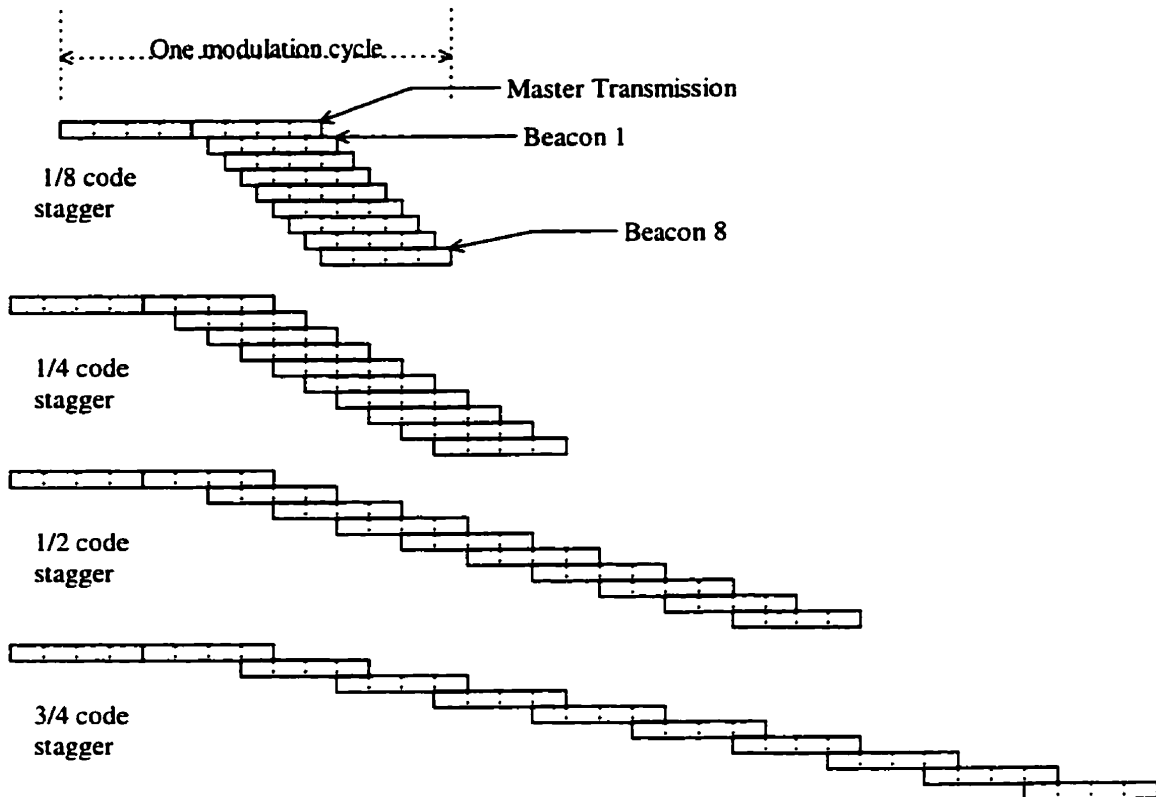 One modulation cycle
Master Transmission
Beacon 1
1/8 code
stagger
Beacon 8
1/4 code
stagger
1/2 code
stagger
3/4 code
stagger